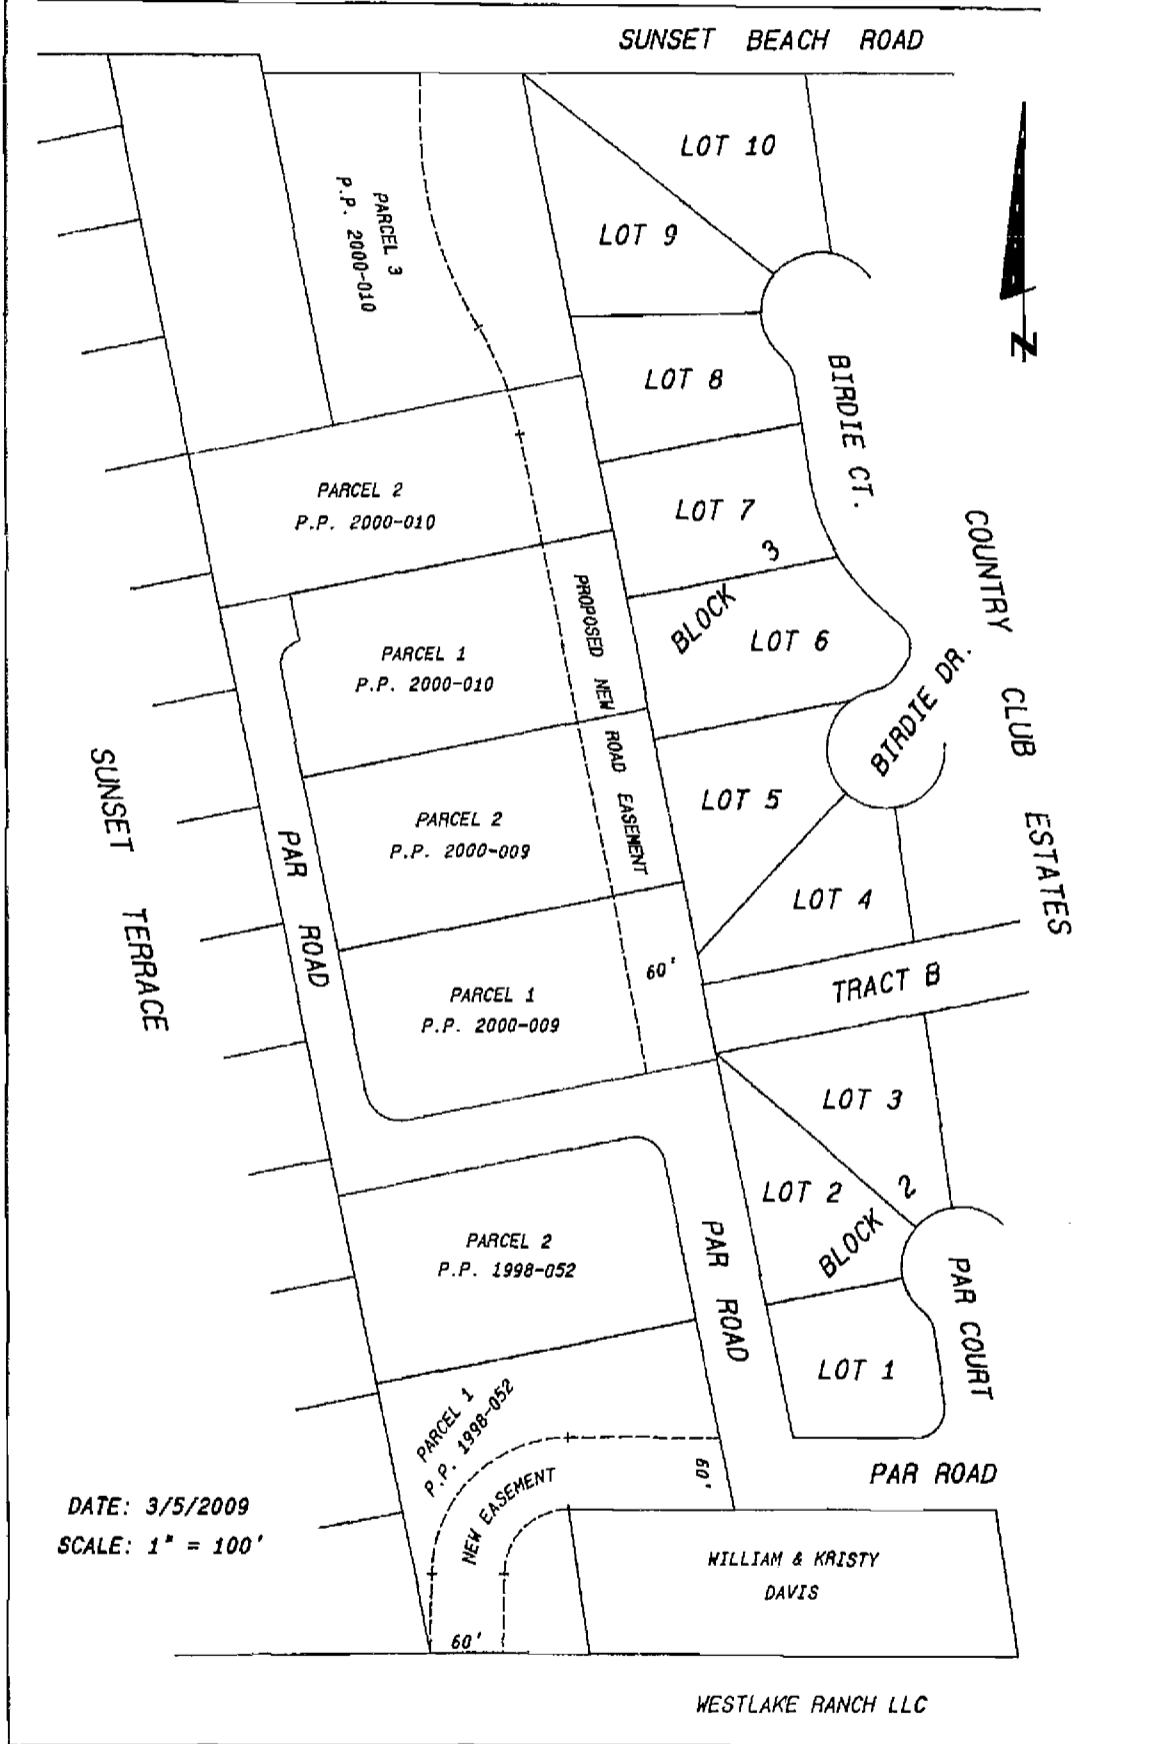 SUNSET BEACH ROAD
LOT 10
LOT 9
PARCEL 3
P.P. 2000-010
N
LOT 8
BIRDIE CT.
PARCEL 2
P.P. 2000-010
LOT 7
BLOCK 3
LOT 6
COUNTRY CLUB ESTATES
PROPOSED NEW ROAD EASEMENT
PARCEL 1
P.P. 2000-010
BIRDIE DR.
LOT 5
SUNSET TERRACE
PAR ROAD
PARCEL 2
P.P. 2000-009
LOT 4
60'
TRACT B
PARCEL 1
P.P. 2000-009
LOT 3
LOT 2
BLOCK 2
PARCEL 2
P.P. 1998-052
PAR ROAD
PAR COURT
LOT 1
PARCEL 1
P.P. 1998-052
NEW EASEMENT
60'
PAR ROAD
DATE: 3/5/2009
SCALE: 1" = 100'
WILLIAM & KRISTY
DAVIS
60'
WESTLAKE RANCH LLC